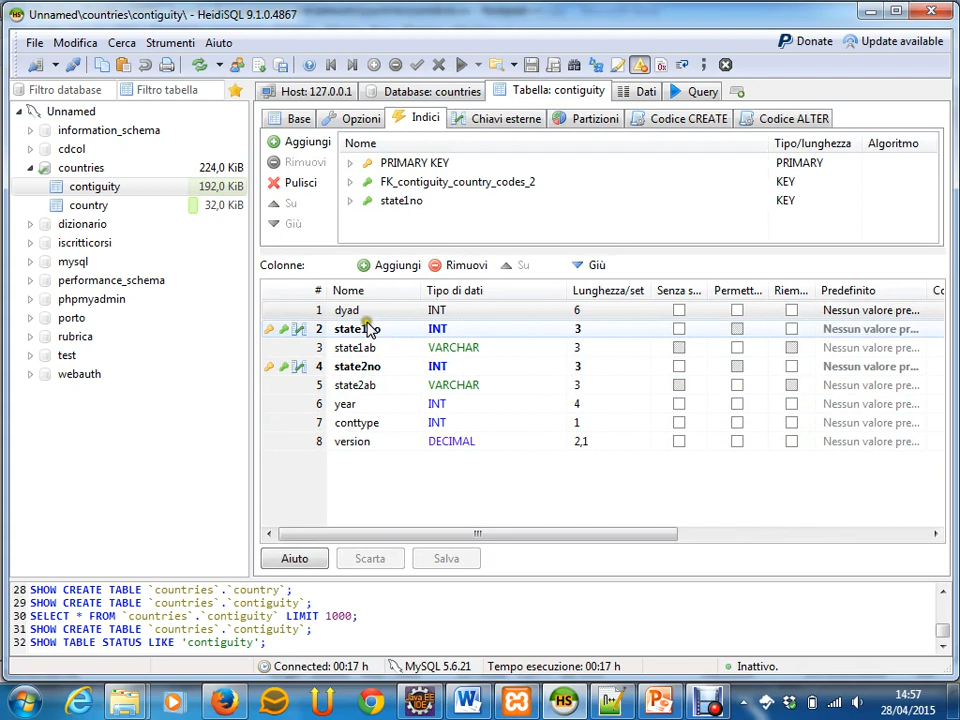 Unnamed\countries\contiguity\ - HeidiSQL 9.1.0.4867
File Modifica Cerca Strumenti Aiuto
Donate Update available
Filtro database Filtro tabella
Host: 127.0.0.1 Database: countries Tabella: contiguity Dati Query
Unnamed
information_schema
cdcol
countries 224,0 KiB
contiguity 192,0 KiB
country 32,0 KiB
dizionario
iscritticorsi
mysql
performance_schema
phpmyadmin
porto
rubrica
test
webauth
Base Opzioni Indici Chiavi esterne Partizioni Codice CREATE Codice ALTER
Aggiungi
Rimuovi
Pulisci
Su
Giù
Nome Tipo/lunghezza Algoritmo
PRIMARY KEY PRIMARY
FK_contiguity_country_codes_2 KEY
state1no KEY
Colonne: Aggiungi Rimuovi Su Giù
# Nome Tipo di dati Lunghezza/set Senza s... Permett... Riem... Predefinito Cc
1 dyad INT 6 Nessun valore pre...
2 state1no INT 3 Nessun valore pr...
3 state1ab VARCHAR 3 Nessun valore pre...
4 state2no INT 3 Nessun valore pr...
5 state2ab VARCHAR 3 Nessun valore pre...
6 year INT 4 Nessun valore pre...
7 conttype INT 1 Nessun valore pre...
8 version DECIMAL 2,1 Nessun valore pre...
Aiuto Scarta Salva
28 SHOW CREATE TABLE `countries`.`country`;
29 SHOW CREATE TABLE `countries`.`contiguity`;
30 SELECT * FROM `countries`.`contiguity` LIMIT 1000;
31 SHOW CREATE TABLE `countries`.`contiguity`;
32 SHOW TABLE STATUS LIKE 'contiguity';
Connected: 00:17 h MySQL 5.6.21 Tempo esecuzione: 00:17 h Inattivo.
14:57
28/04/2015